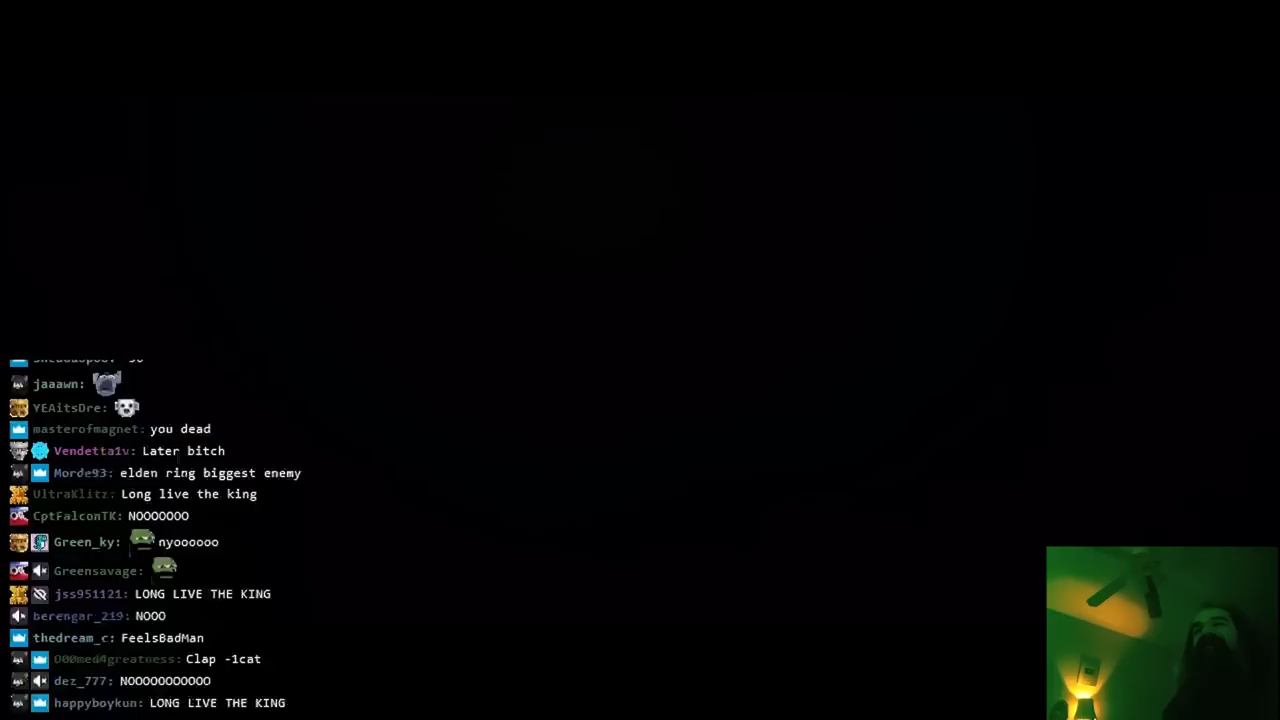 jaaawn:
YEAitsDre:
masterofmagnet: you dead
Vendetta1v: Later bitch
Morde93: elden ring biggest enemy
UltraKlitz: Long live the king
CptFalconTK: NOOOOOOO
Green_ky: nyoooooo
Greensavage:
jss951121: LONG LIVE THE KING
berengar_219: NOOO
thedream_c: FeelsBadMan
Clap -1cat
dez_777: NOOOOOOOOOOO
happyboykun: LONG LIVE THE KING